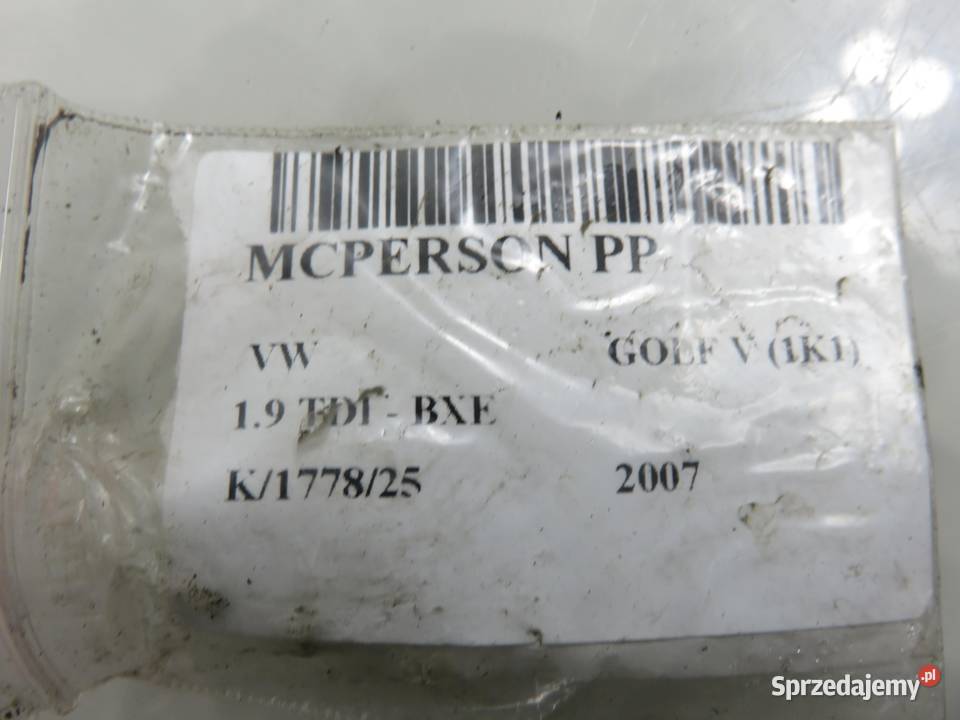 MCPERSON PP
VW GOLF V (1K1)
1.9 TDI - BXE
K/1778/25 2007
Sprzedajemy.pl